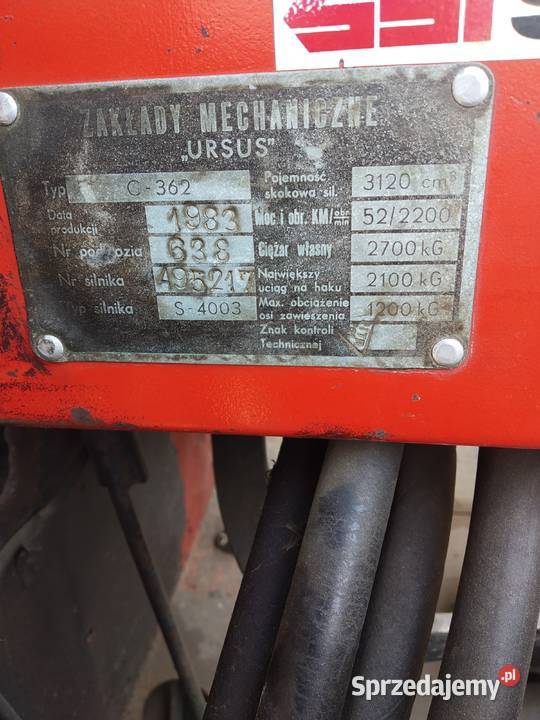 ZAKŁADY MECHANICZNE
„URSUS"
Typ C-362
Data produkcji 1983
Nr podwozia 638
Nr silnika 495217
Typ silnika S-4003
Pojemność skokowa sil. 3120 cm³
Moc i obr. KM/obr/min 52/2200
Ciężar własny 2700 kG
Największy uciąg na haku 2100 kG
Max. obciążenie osi zawieszenia 1200 kG
Znak kontroli Technicznej
Sprzedajemy.pl